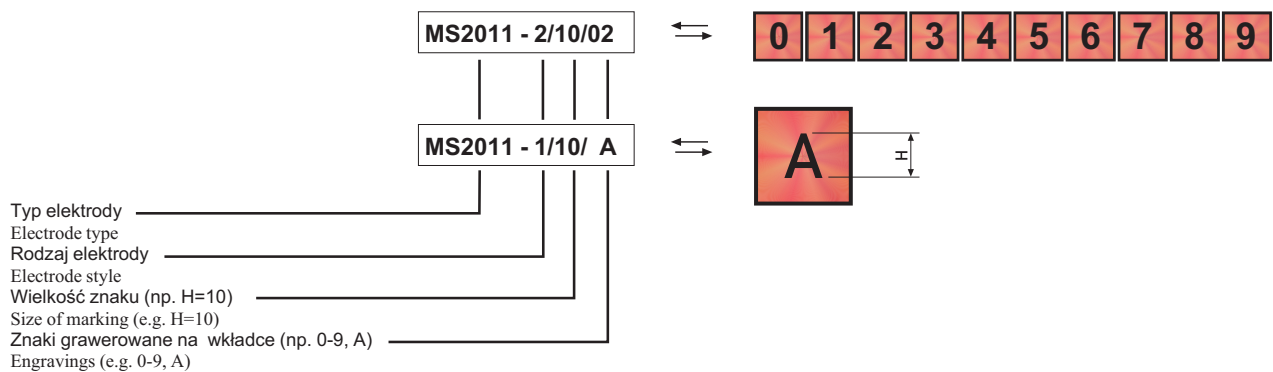 MS2011 - 2/10/02
0 1 2 3 4 5 6 7 8 9
MS2011 - 1/10/ A
A
H
Typ elektrody
Electrode type
Rodzaj elektrody
Electrode style
Wielkość znaku (np. H=10)
Size of marking (e.g. H=10)
Znaki grawerowane na wkładce (np. 0-9, A)
Engravings (e.g. 0-9, A)